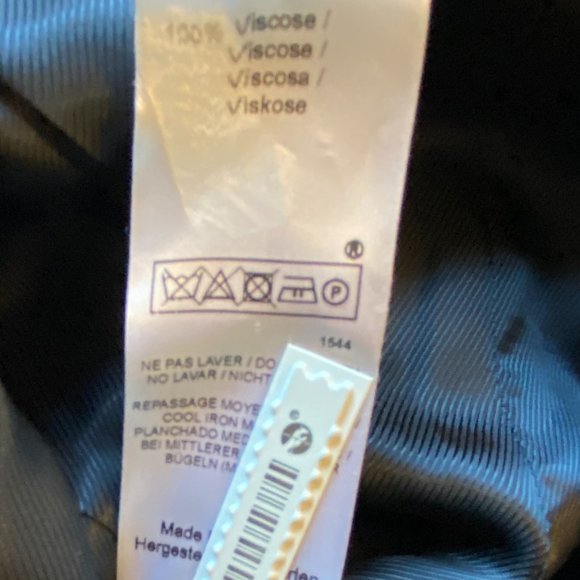 100% Viscose /
Viscose /
Viscosa /
Viskose
®
P
1544
NE PAS LAVER / DO
NO LAVAR / NICHT
REPASSAGE MOYE
COOL IRON M
PLANCHADO MED
BEI MITTLERER
BÜGELN (M
Made
Hergeste